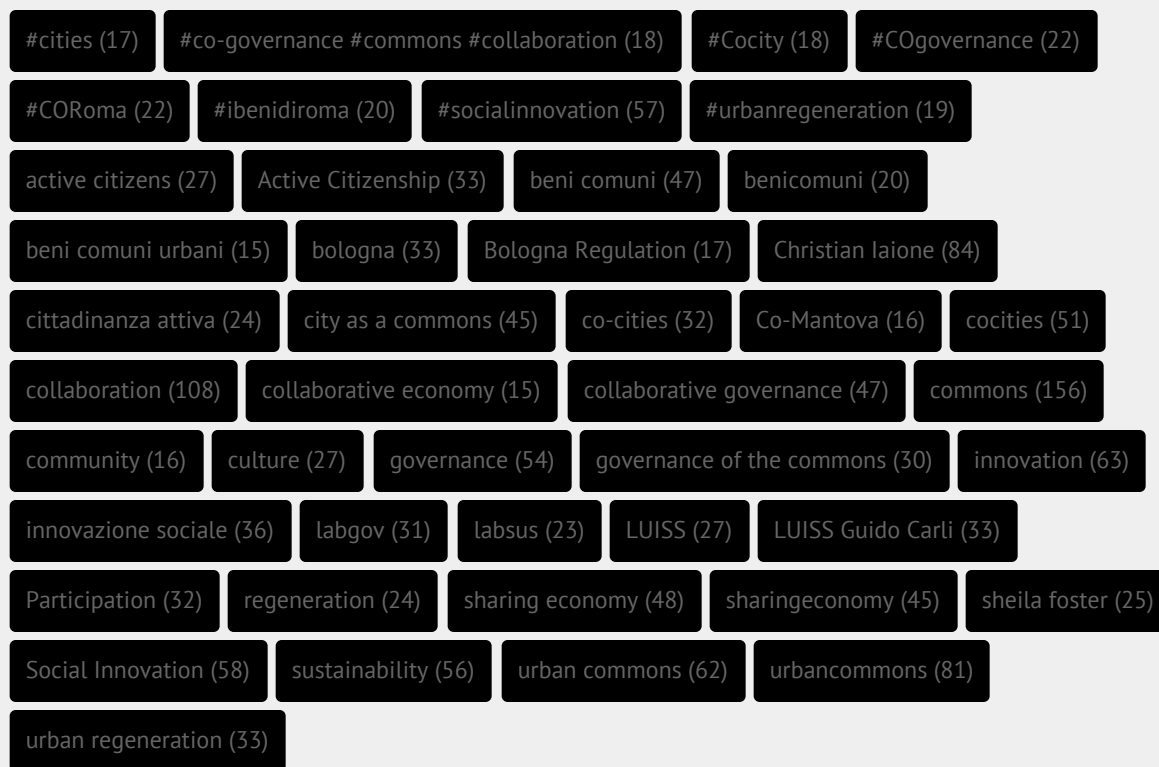 #cities (17) #co-governance #commons #collaboration (18) #Cocity (18) #COgovernance (22)
#CORoma (22) #ibenidiroma (20) #socialinnovation (57) #urbanregeneration (19)
active citizens (27) Active Citizenship (33) beni comuni (47) benicomuni (20)
beni comuni urbani (15) bologna (33) Bologna Regulation (17) Christian Iaione (84)
cittadinanza attiva (24) city as a commons (45) co-cities (32) Co-Mantova (16) cocities (51)
collaboration (108) collaborative economy (15) collaborative governance (47) commons (156)
community (16) culture (27) governance (54) governance of the commons (30) innovation (63)
innovazione sociale (36) labgov (31) labsus (23) LUISS (27) LUISS Guido Carli (33)
Participation (32) regeneration (24) sharing economy (48) sharingeconomy (45) sheila foster (25)
Social Innovation (58) sustainability (56) urban commons (62) urbancommons (81)
urban regeneration (33)